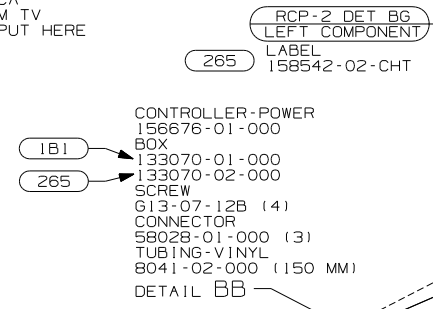 M TV
PUT HERE
RCP-2 DET BG
LEFT COMPONENT
265
LABEL
158542-02-CHT
CONTROLLER-POWER
156676-01-000
BOX
1B1
133070-01-000
265
133070-02-000
SCREW
G13-07-12B (4)
CONNECTOR
58028-01-000 (3)
TUBING-VINYL
8041-02-000 (150 MM)
DETAIL BB